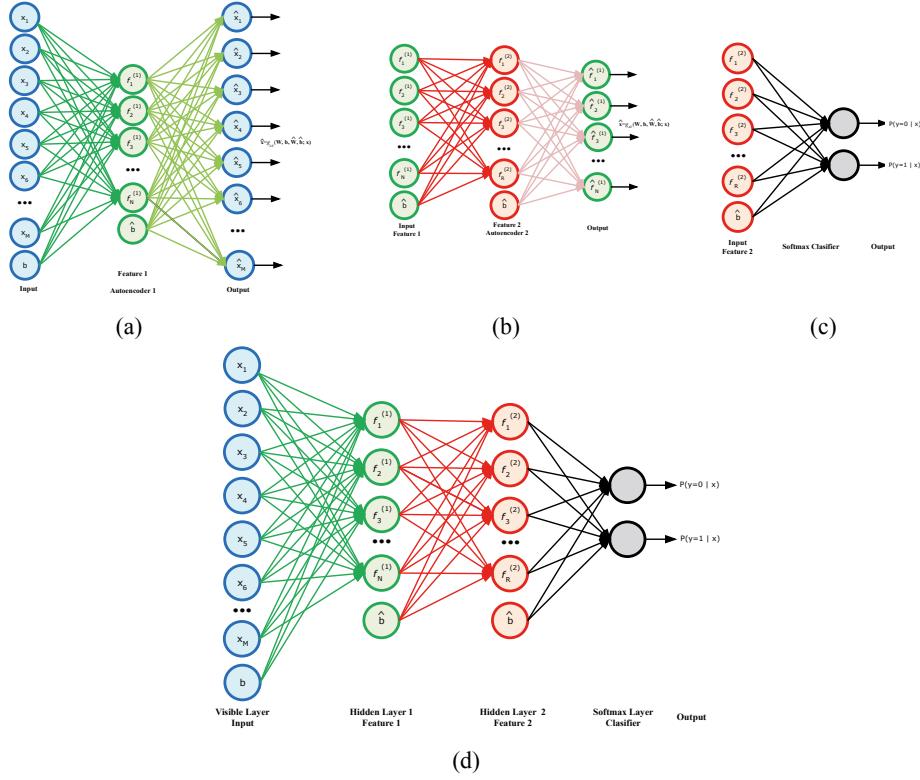 x1
x2
x3
x4
x5
x6
•••
xM
b
Input
f1(1)
f2(1)
f3(1)
•••
fN(1)
b̂
Feature 1
Autoencoder 1
x̂1
x̂2
x̂3
x̂4
x̂5
x̂6
•••
x̂M
Output
(a)
f1(1)
f2(1)
f3(1)
•••
fN(1)
b̂
Input
Feature 1
f1(2)
f2(2)
f3(2)
•••
fR(2)
b̂
Feature 2
Autoencoder 2
f̂1(1)
f̂2(1)
f̂3(1)
•••
f̂N(1)
Output
(b)
f1(2)
f2(2)
f3(2)
•••
fR(2)
b̂
Input
Feature 2
Softmax Clasifier
P(y=0 | x)
P(y=1 | x)
Output
(c)
x1
x2
x3
x4
x5
x6
•••
xM
b
Visible Layer
Input
f1(1)
f2(1)
f3(1)
•••
fN(1)
b̂
Hidden Layer 1
Feature 1
f1(2)
f2(2)
f3(2)
•••
fR(2)
b̂
Hidden Layer 2
Feature 2
Softmax Layer
Clasifier
P(y=0 | x)
P(y=1 | x)
Output
(d)